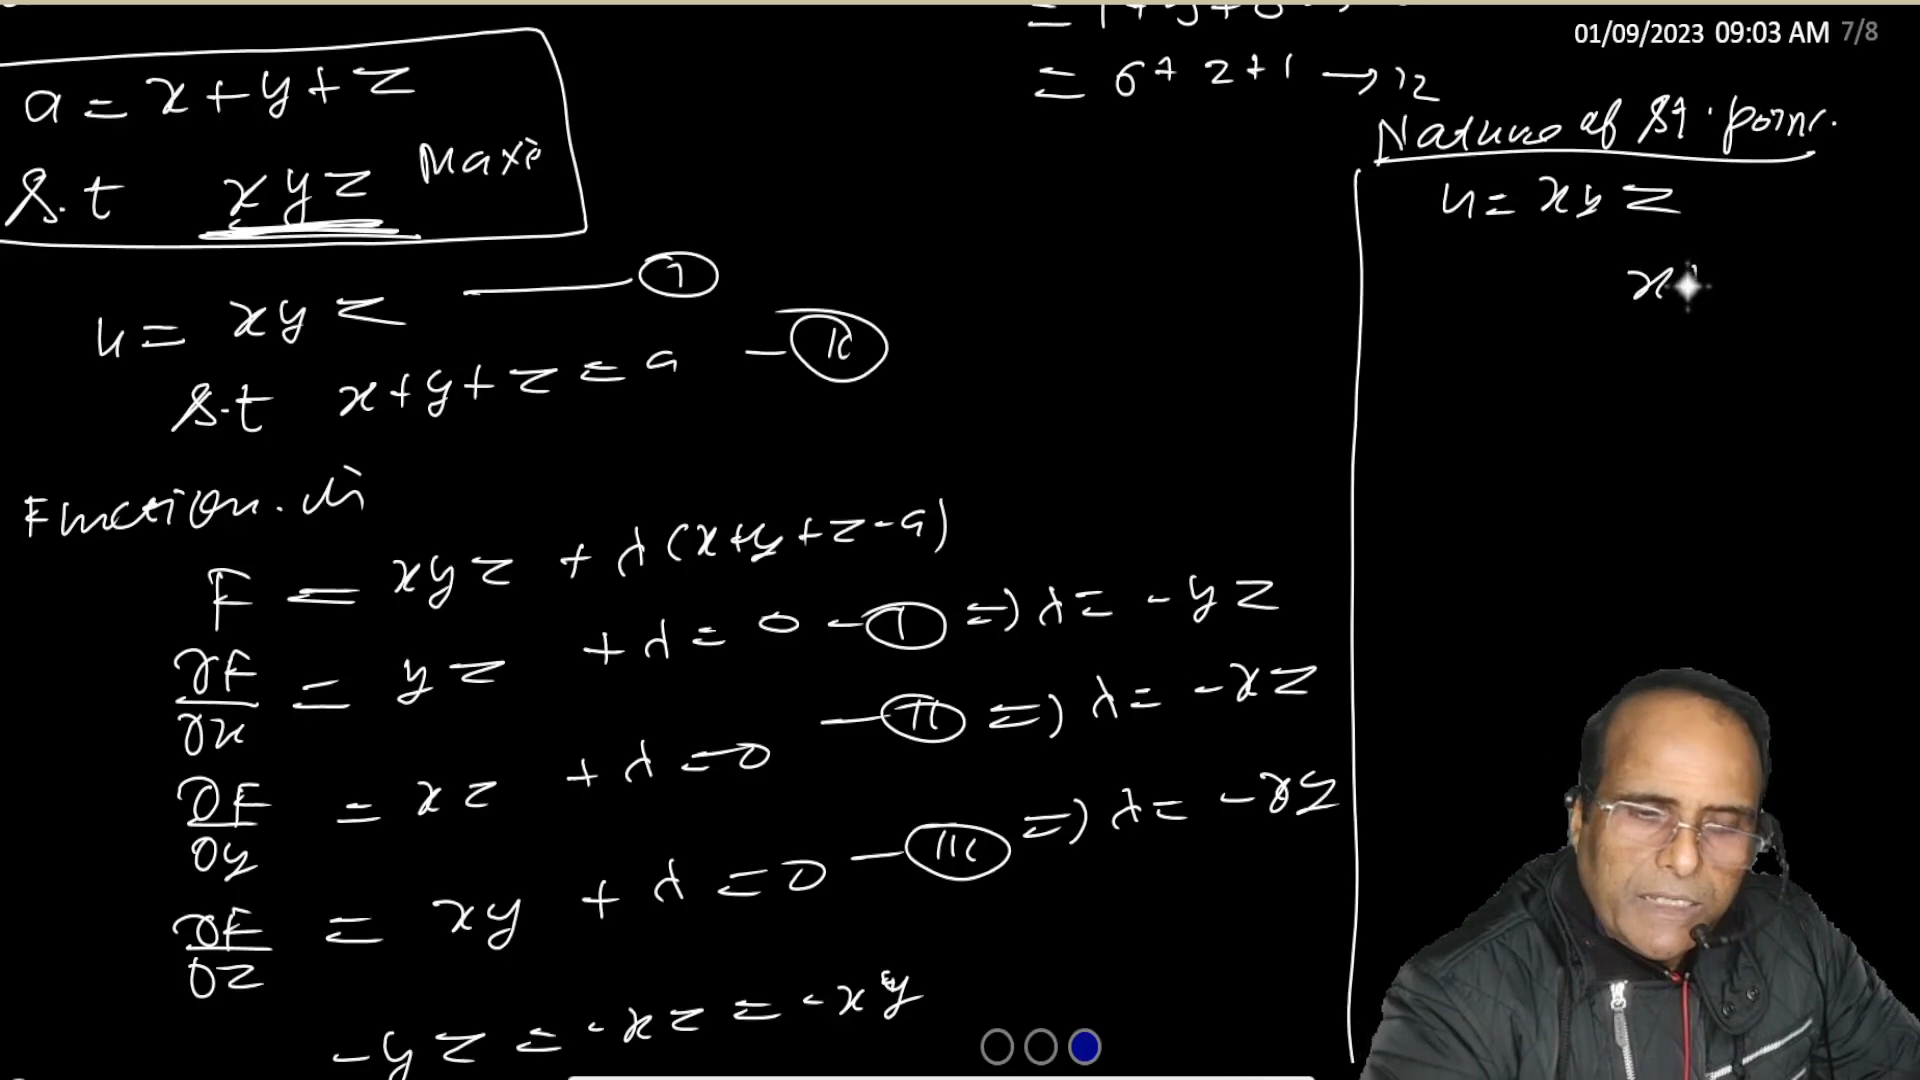 01/09/2023 09:03 AM 7/8
= 6 + 2 + 1 → 12
a = x + y + z
s.t xyz Maxi
u = xyz — I
s.t x + y + z = a — II
Function.
F = xyz + λ(x+y+z-a)
∂F/∂x = yz + λ = 0 — I ⇒ λ = -yz
∂F/∂y = xz + λ = 0 — II ⇒ λ = -xz
∂F/∂z = xy + λ = 0 — III ⇒ λ = -xy
-yz = -xz = -xy
Nature of St. point.
u = xyz
x